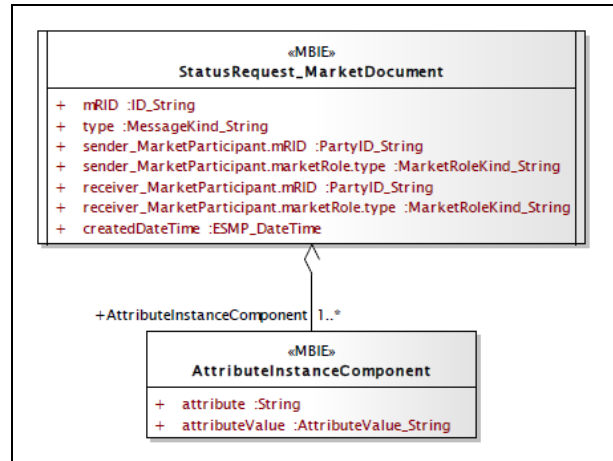 «MBIE»
StatusRequest_MarketDocument
+ mRID :ID_String
+ type :MessageKind_String
+ sender_MarketParticipant.mRID :PartyID_String
+ sender_MarketParticipant.marketRole.type :MarketRoleKind_String
+ receiver_MarketParticipant.mRID :PartyID_String
+ receiver_MarketParticipant.marketRole.type :MarketRoleKind_String
+ createdDateTime :ESMP_DateTime
+AttributeInstanceComponent 1..*
«MBIE»
AttributeInstanceComponent
+ attribute :String
+ attributeValue :AttributeValue_String